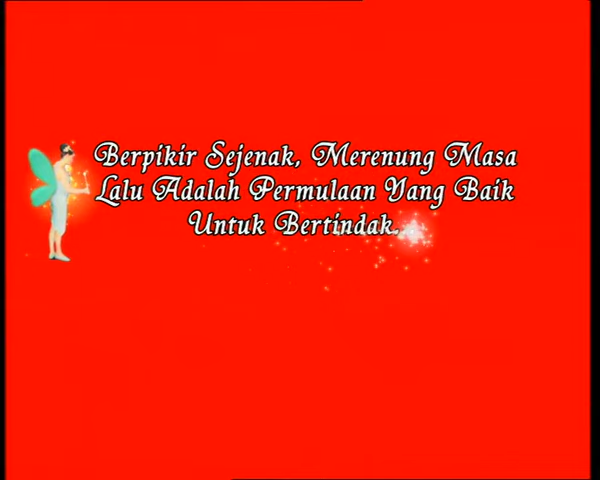 Berpikir Sejenak, Merenung Masa
Lalu Adalah Permulaan Yang Baik
Untuk Bertindak...